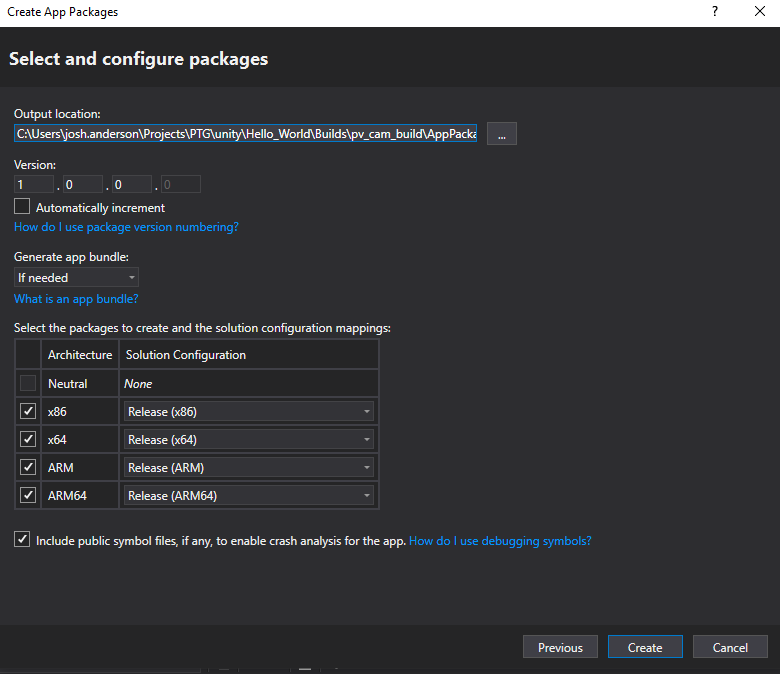 Create App Packages
?
Select and configure packages
Output location:
C:\Users\josh.anderson\Projects\PTG\unity\Hello_World\Builds\pv_cam_build\AppPacka
...
Version:
1 . 0 . 0 . 0
Automatically increment
How do I use package version numbering?
Generate app bundle:
If needed
What is an app bundle?
Select the packages to create and the solution configuration mappings:
Architecture Solution Configuration
Neutral None
x86 Release (x86)
x64 Release (x64)
ARM Release (ARM)
ARM64 Release (ARM64)
Include public symbol files, if any, to enable crash analysis for the app. How do I use debugging symbols?
Previous Create Cancel